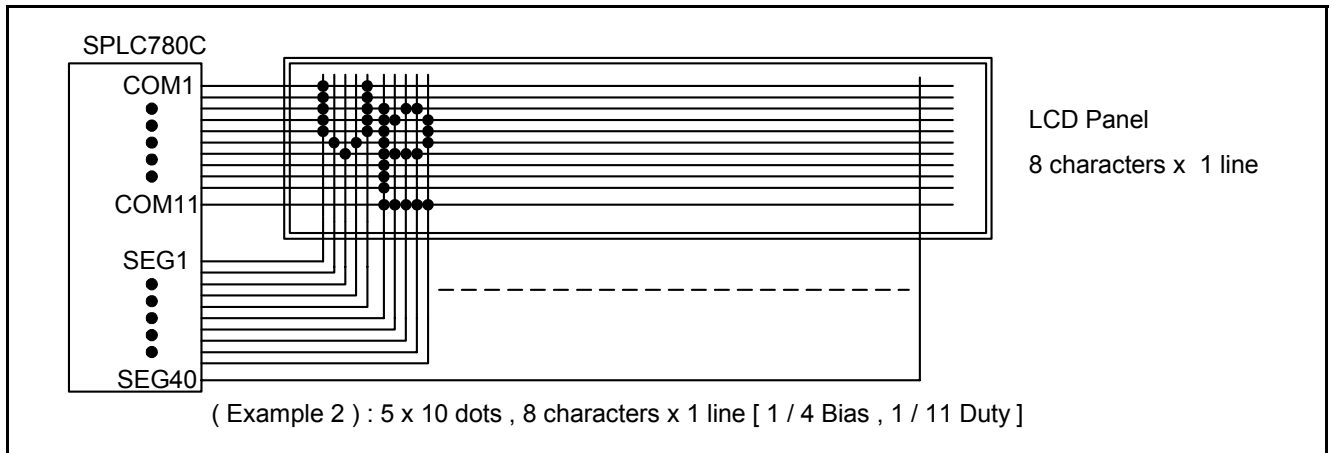 SPLC780C
COM1
COM11
SEG1
SEG40
LCD Panel
8 characters x 1 line
( Example 2 ) : 5 x 10 dots , 8 characters x 1 line [ 1 / 4 Bias , 1 / 11 Duty ]